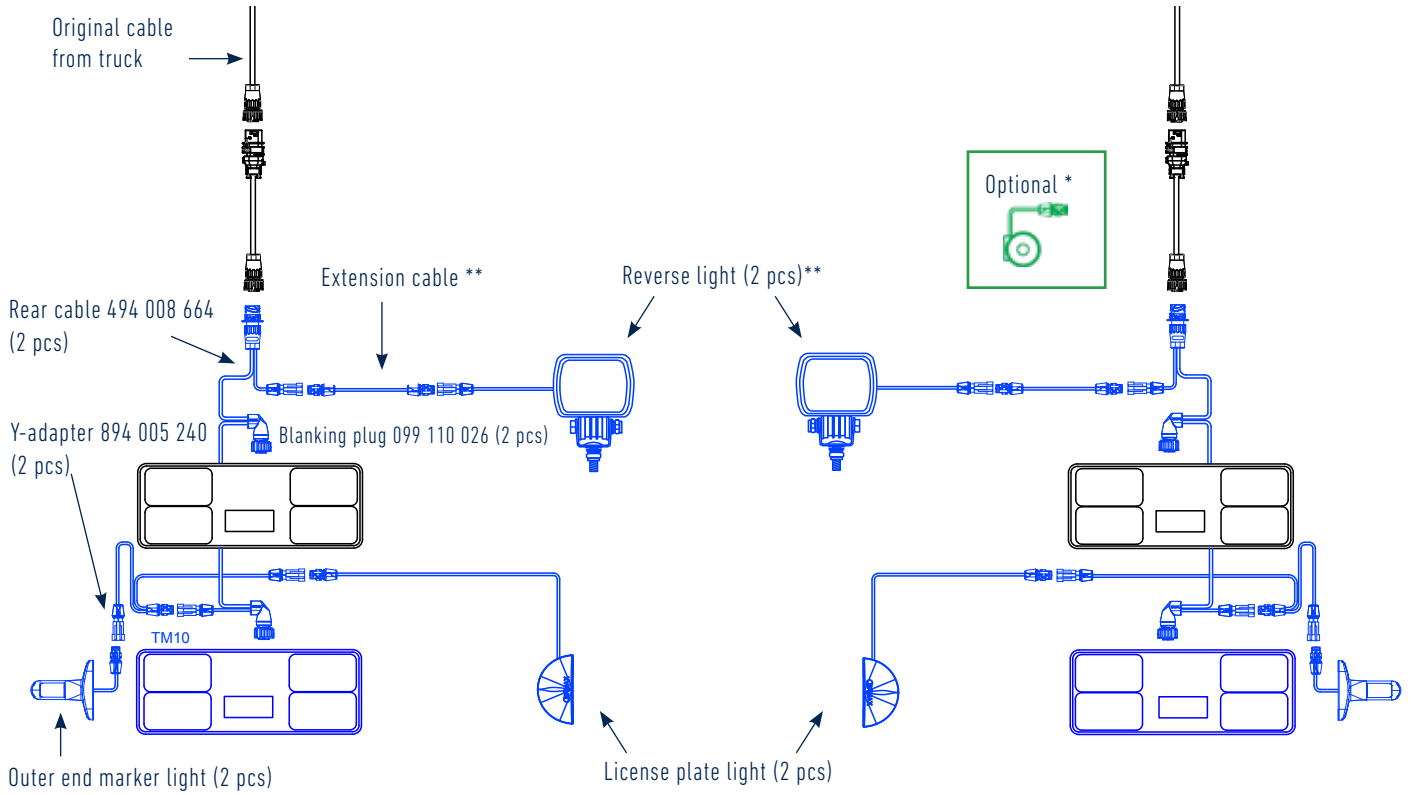 Original cable
from truck
Optional *
Extension cable **
Reverse light (2 pcs)**
Rear cable 494 008 664
(2 pcs)
Y-adapter 894 005 240
(2 pcs)
Blanking plug 099 110 026 (2 pcs)
TM10
License plate light (2 pcs)
Outer end marker light (2 pcs)